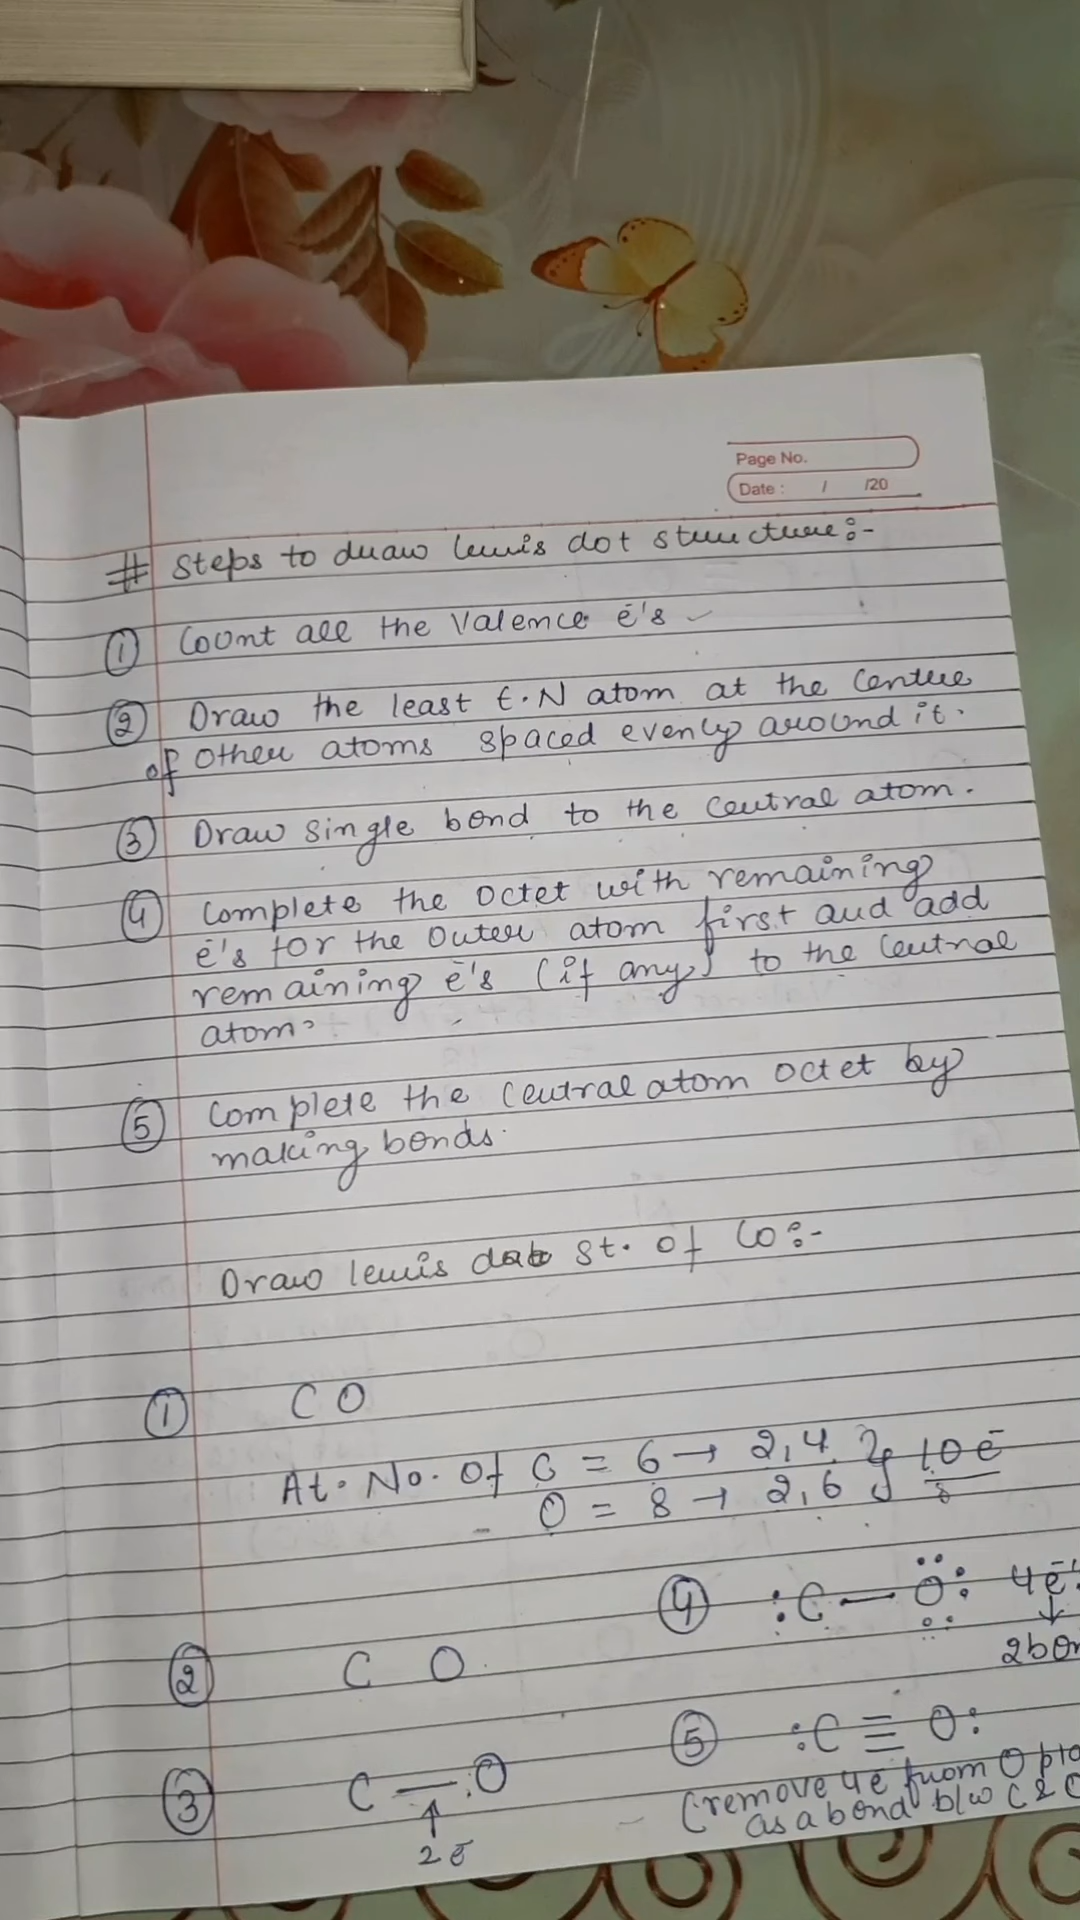 Page No.
Date : / /20
# Steps to draw lewis dot structure:-
① Count all the Valence e⁻'s
② Draw the least E.N atom at the centre
of other atoms spaced evenly around it.
③ Draw single bond to the central atom.
④ Complete the octet with remaining
e⁻'s for the outer atom first and add
remaining e⁻'s (if any) to the central
atom.
⑤ Complete the central atom octet by
making bonds.
Draw lewis dot st. of CO:-
① CO
At. No. of C = 6 → 2,4 } 10 e⁻
O = 8 → 2,6
④ :C — Ö: 4e⁻'
↓
② C O
⑤ :C ≡ O:
③ C — O
↑
2e⁻
(remove 4e⁻ from O
as a bond b/w C &